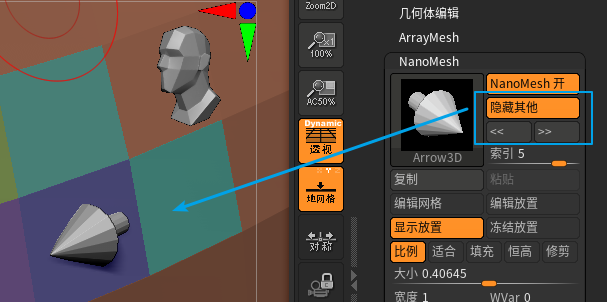 Zoom2D
100%
AC50%
Dynamic
透视
地网格
对称
几何体编辑
ArrayMesh
NanoMesh
NanoMesh 开
隐藏其他
<< >>
Arrow3D
索引 5
复制 粘贴
编辑网格 编辑放置
显示放置 冻结放置
比例 适合 填充 恒高 修剪
大小 0.40645
宽度 1 WVar 0